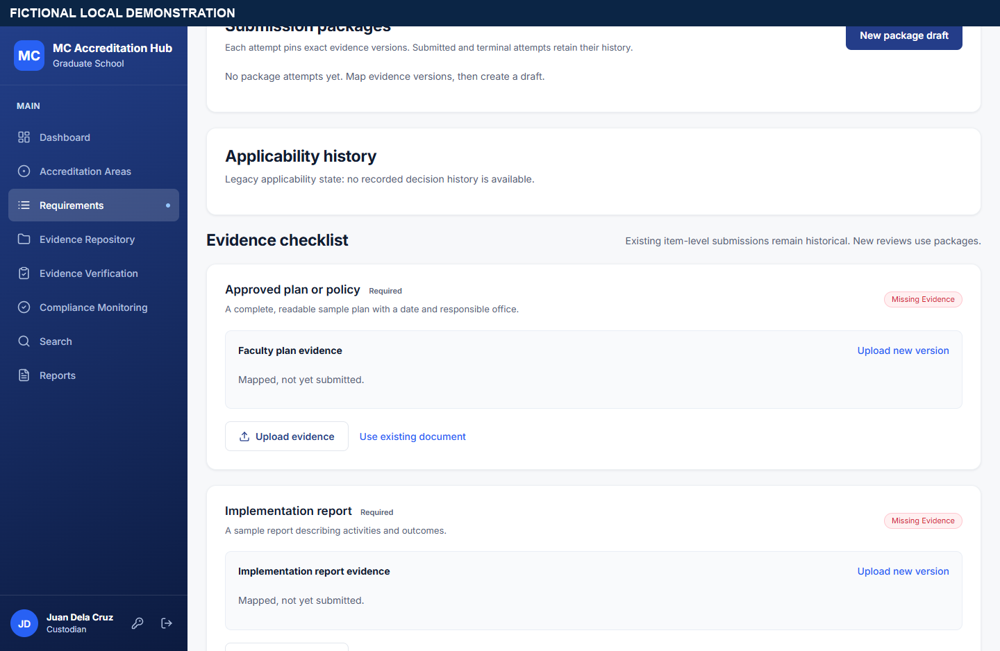 FICTIONAL LOCAL DEMONSTRATION
MC
MC Accreditation Hub
Graduate School
MAIN
Dashboard
Accreditation Areas
Requirements
Evidence Repository
Evidence Verification
Compliance Monitoring
Search
Reports
JD
Juan Dela Cruz
Custodian
Submission packages
New package draft
Each attempt pins exact evidence versions. Submitted and terminal attempts retain their history.
No package attempts yet. Map evidence versions, then create a draft.
Applicability history
Legacy applicability state: no recorded decision history is available.
Evidence checklist
Existing item-level submissions remain historical. New reviews use packages.
Approved plan or policy Required
A complete, readable sample plan with a date and responsible office.
Missing Evidence
Faculty plan evidence
Upload new version
Mapped, not yet submitted.
Upload evidence
Use existing document
Implementation report Required
A sample report describing activities and outcomes.
Missing Evidence
Implementation report evidence
Upload new version
Mapped, not yet submitted.